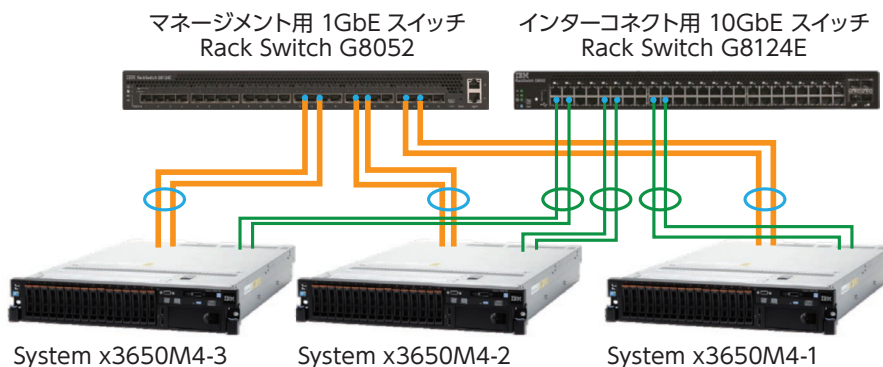 マネージメント用 1GbE スイッチ
Rack Switch G8052
インターコネクト用 10GbE スイッチ
Rack Switch G8124E
System x3650M4-3
System x3650M4-2
System x3650M4-1